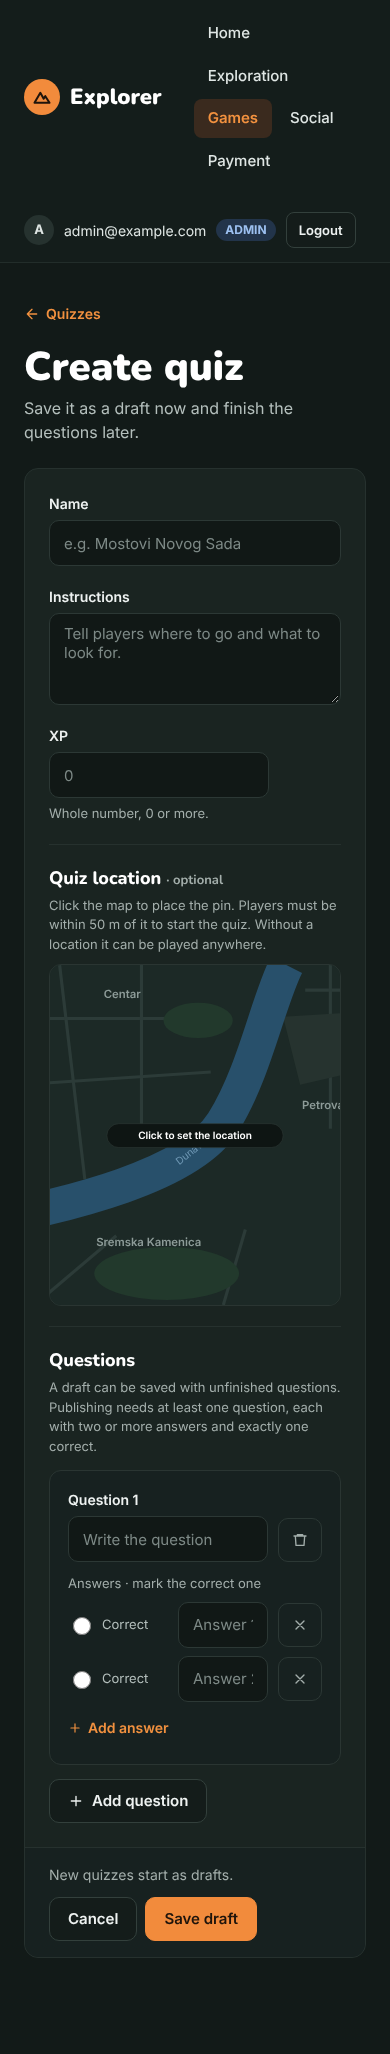 Home
Exploration
Explorer
Games Social
Payment
A admin@example.com ADMIN Logout
← Quizzes
Create quiz
Save it as a draft now and finish the
questions later.
Name
e.g. Mostovi Novog Sada
Instructions
Tell players where to go and what to
look for.
XP
0
Whole number, 0 or more.
Quiz location · optional
Click the map to place the pin. Players must be
within 50 m of it to start the quiz. Without a
location it can be played anywhere.
Centar
Petrova
Click to set the location
Sremska Kamenica
Questions
A draft can be saved with unfinished questions.
Publishing needs at least one question, each
with two or more answers and exactly one
correct.
Question 1
Write the question
Answers · mark the correct one
Correct Answer
Correct Answer
+ Add answer
+ Add question
New quizzes start as drafts.
Cancel Save draft